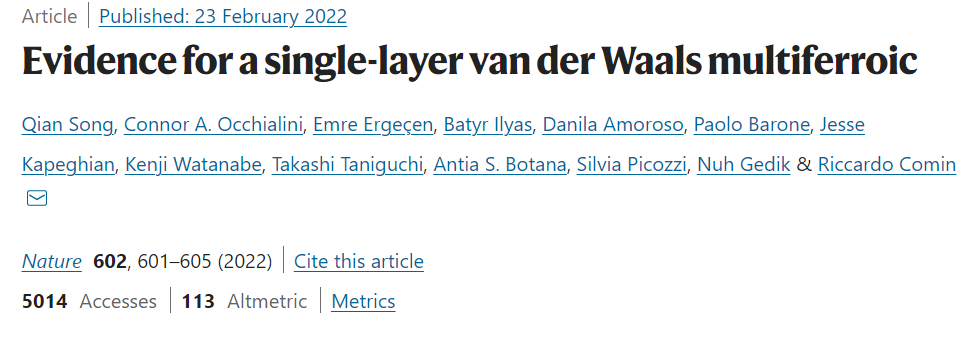 Article Published: 23 February 2022
Evidence for a single-layer van der Waals multiferroic
Qian Song, Connor A. Occhialini, Emre Ergeçen, Batyr Ilyas, Danila Amoroso, Paolo Barone, Jesse
Kapeghian, Kenji Watanabe, Takashi Taniguchi, Antia S. Botana, Silvia Picozzi, Nuh Gedik & Riccardo Comin
Nature 602, 601–605 (2022) Cite this article
5014 Accesses 113 Altmetric Metrics